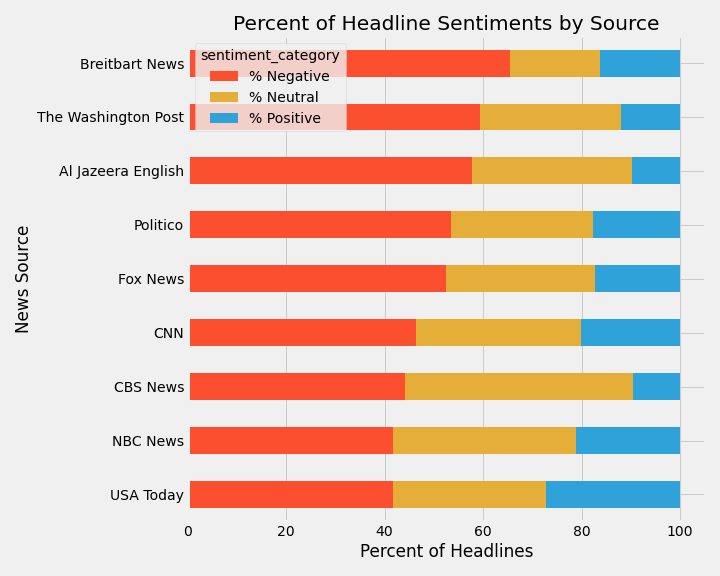 Percent of Headline Sentiments by Source
sentiment_category
% Negative
% Neutral
% Positive
Breitbart News
The Washington Post
Al Jazeera English
Politico
Fox News
CNN
CBS News
NBC News
USA Today
News Source
0 20 40 60 80 100
Percent of Headlines